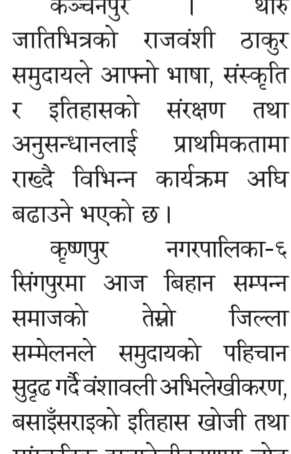 कञ्चनपुर । थारु
जातिभित्रको राजवंशी ठाकुर
समुदायले आफ्नो भाषा, संस्कृति
र इतिहासको संरक्षण तथा
अनुसन्धानलाई प्राथमिकतामा
राख्दै विभिन्न कार्यक्रम अघि
बढाउने भएको छ ।
कृष्णपुर नगरपालिका-६
सिंगपुरमा आज बिहान सम्पन्न
समाजको तेस्रो जिल्ला
सम्मेलनले समुदायको पहिचान
सुदृढ गर्दै वंशावली अभिलेखीकरण,
बसाइँसराइको इतिहास खोजी तथा